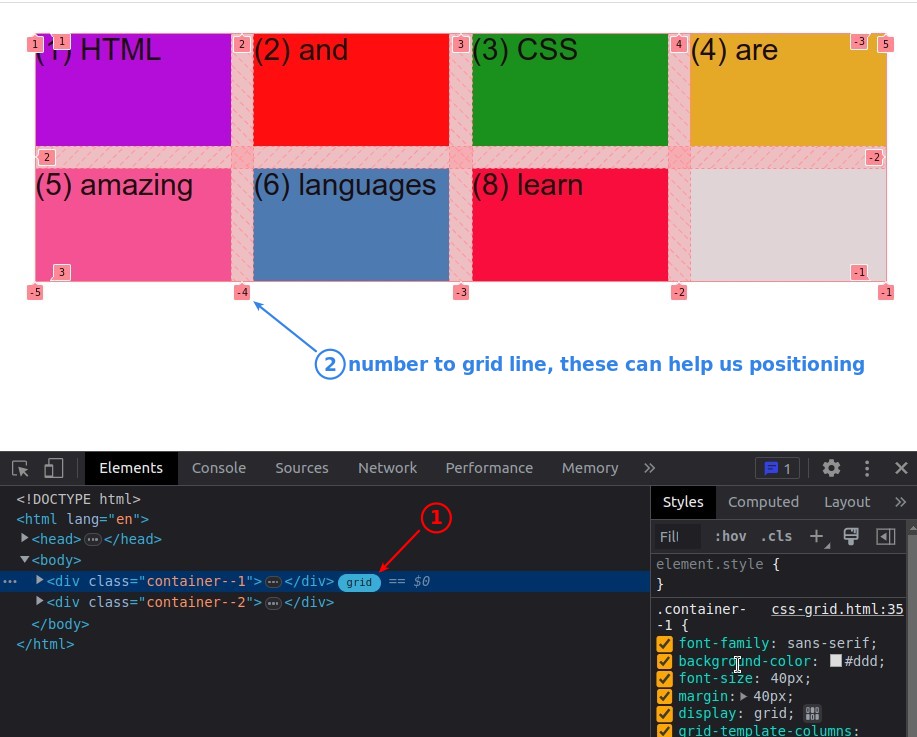 1 1 2 3 4 -3 5
(1) HTML (2) and (3) CSS (4) are
2 -2
(5) amazing (6) languages (8) learn
3 -1
-5 -4 -3 -2 -1
2 number to grid line, these can help us positioning
Elements Console Sources Network Performance Memory » 1
<!DOCTYPE html>
<html lang="en">
<head>…</head>
<body>
… <div class="container--1">…</div> grid == $0
<div class="container--2">…</div>
</body>
</html>
1
Styles Computed Layout »
Filt :hov .cls +
element.style {
}
.container- css-grid.html:35
-1 {
font-family: sans-serif;
background-color: #ddd;
font-size: 40px;
margin: 40px;
display: grid;
grid-template-columns: